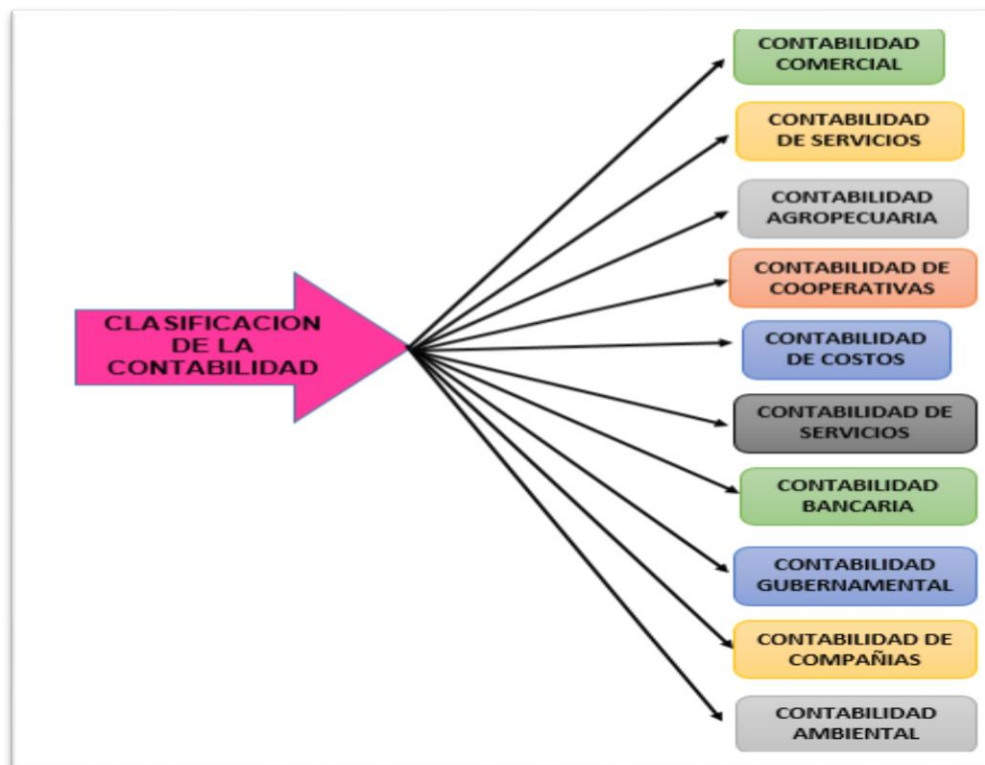 CLASIFICACION
DE LA
CONTABILIDAD
CONTABILIDAD
COMERCIAL
CONTABILIDAD
DE SERVICIOS
CONTABILIDAD
AGROPECUARIA
CONTABILIDAD DE
COOPERATIVAS
CONTABILIDAD
DE COSTOS
CONTABILIDAD DE
SERVICIOS
CONTABILIDAD
BANCARIA
CONTABILIDAD
GUBERNAMENTAL
CONTABILIDAD DE
COMPAÑIAS
CONTABILIDAD
AMBIENTAL